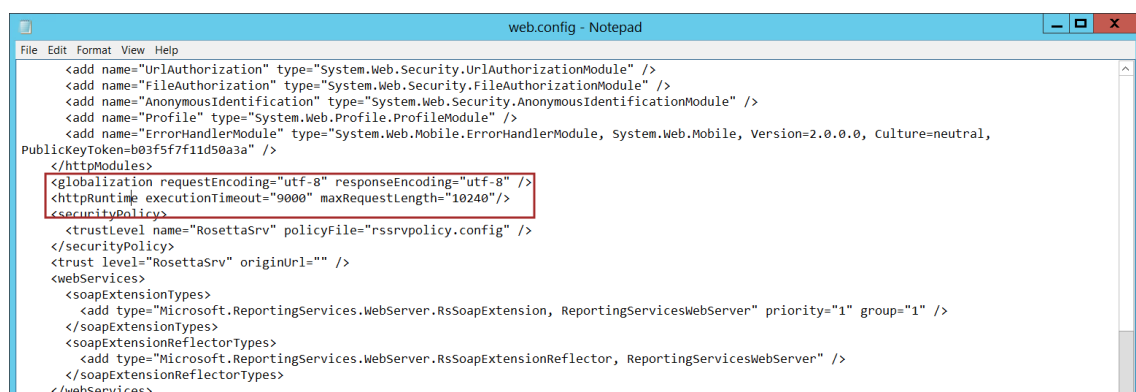 web.config - Notepad
File Edit Format View Help
<add name="UrlAuthorization" type="System.Web.Security.UrlAuthorizationModule" />
<add name="FileAuthorization" type="System.Web.Security.FileAuthorizationModule" />
<add name="AnonymousIdentification" type="System.Web.Security.AnonymousIdentificationModule" />
<add name="Profile" type="System.Web.Profile.ProfileModule" />
<add name="ErrorHandlerModule" type="System.Web.Mobile.ErrorHandlerModule, System.Web.Mobile, Version=2.0.0.0, Culture=neutral,
PublicKeyToken=b03f5f7f11d50a3a" />
</httpModules>
<globalization requestEncoding="utf-8" responseEncoding="utf-8" />
<httpRuntime executionTimeout="9000" maxRequestLength="10240"/>
<securityPolicy>
<trustLevel name="RosettaSrv" policyFile="rssrvpolicy.config" />
</securityPolicy>
<trust level="RosettaSrv" originUrl="" />
<webServices>
<soapExtensionTypes>
<add type="Microsoft.ReportingServices.WebServer.RsSoapExtension, ReportingServicesWebServer" priority="1" group="1" />
</soapExtensionTypes>
<soapExtensionReflectorTypes>
<add type="Microsoft.ReportingServices.WebServer.RsSoapExtensionReflector, ReportingServicesWebServer" />
</soapExtensionReflectorTypes>
</webServices>